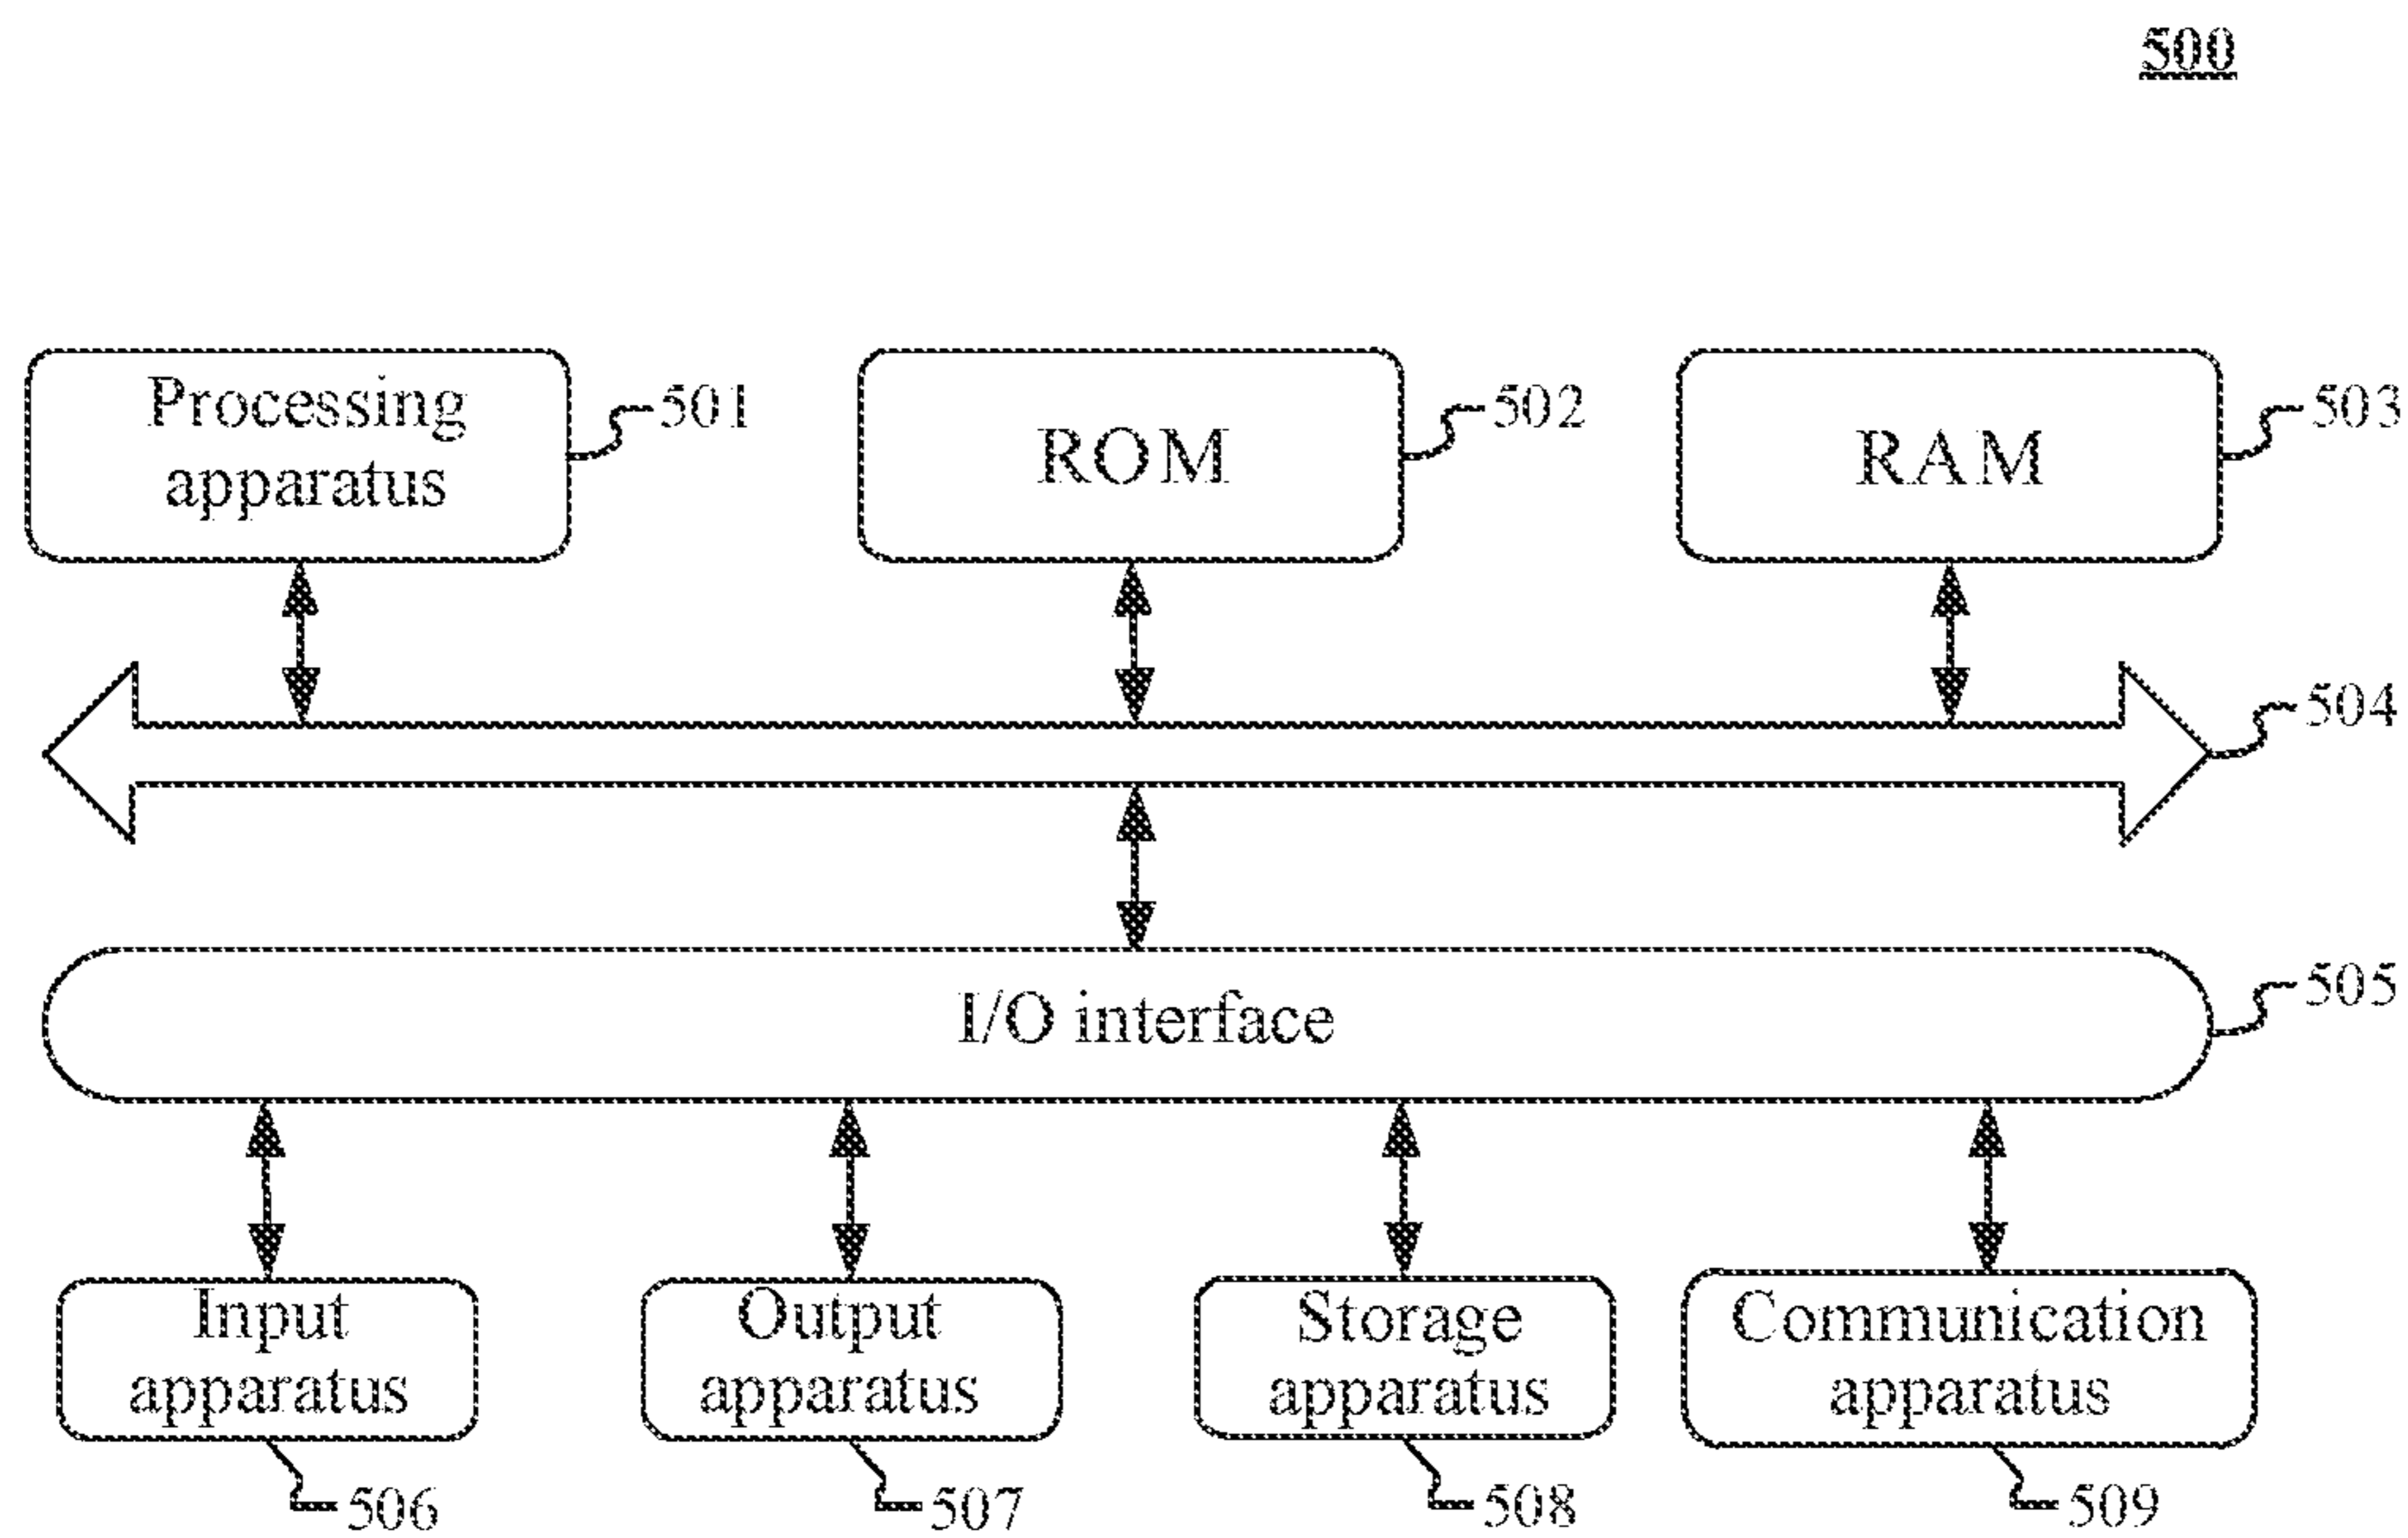 500
Processing
apparatus
501
ROM
502
RAM
503
504
I/O interface
505
Input
apparatus
506
Output
apparatus
507
Storage
apparatus
508
Communication
apparatus
509